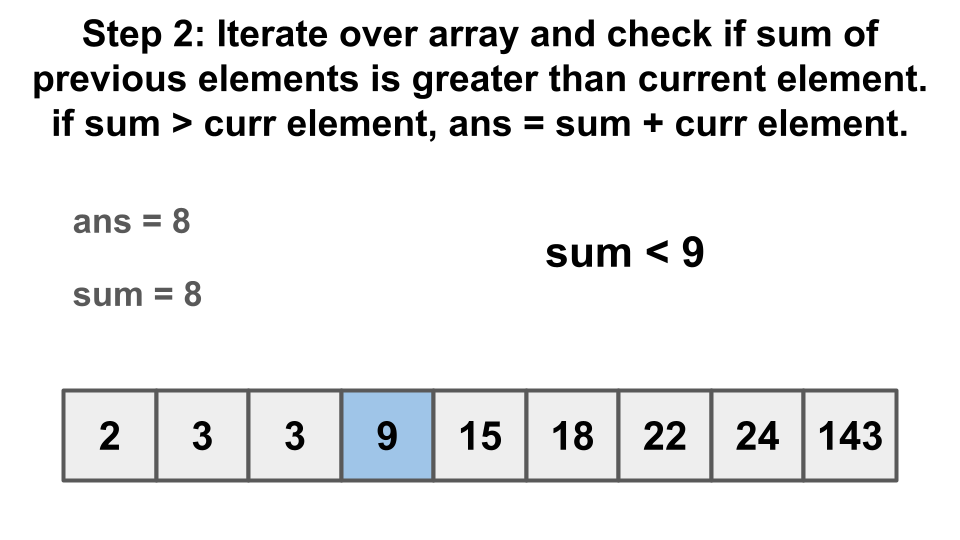 Step 2: Iterate over array and check if sum of
previous elements is greater than current element.
if sum > curr element, ans = sum + curr element.
ans = 8
sum < 9
sum = 8
2 3 3 9 15 18 22 24 143